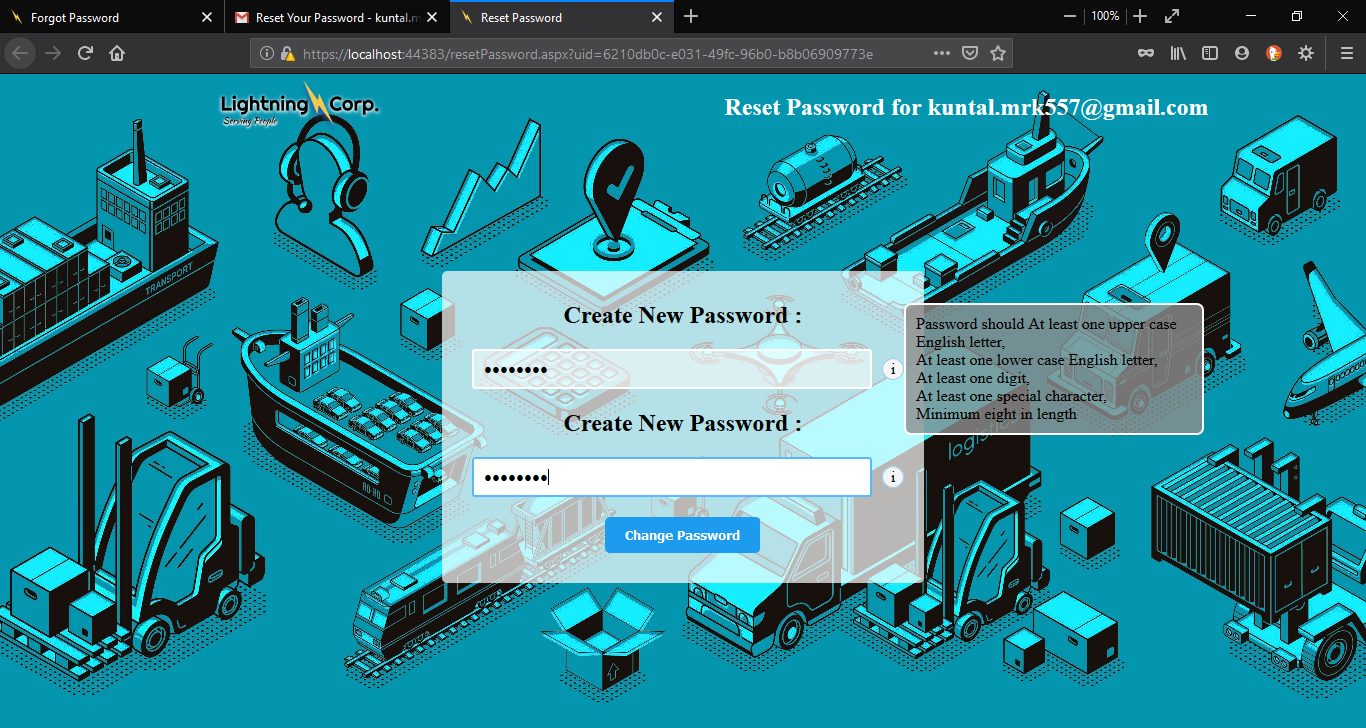 Forgot Password
Reset Your Password - kuntal.m
Reset Password
100%
https://localhost:44383/resetPassword.aspx?uid=6210db0c-e031-49fc-96b0-b8b06909773e
Lightning Corp.
Serving People
Reset Password for kuntal.mrk557@gmail.com
TRANSPORT
Create New Password :
i
Password should At least one upper case
English letter,
At least one lower case English letter,
At least one digit,
At least one special character,
Minimum eight in length
Create New Password :
logistic
i
RO-RO
Change Password